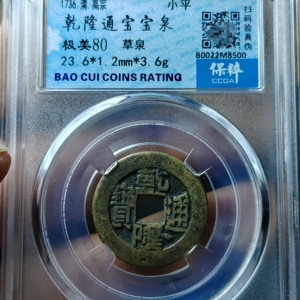 1736.清 高宗 小平
乾隆通宝宝泉
极美80 草泉
23.6*1.2mm*3.6g
BAO CUI COINS RATING
扫码验真伪
B0022M8500
保粹
CCGA
乾隆通寶